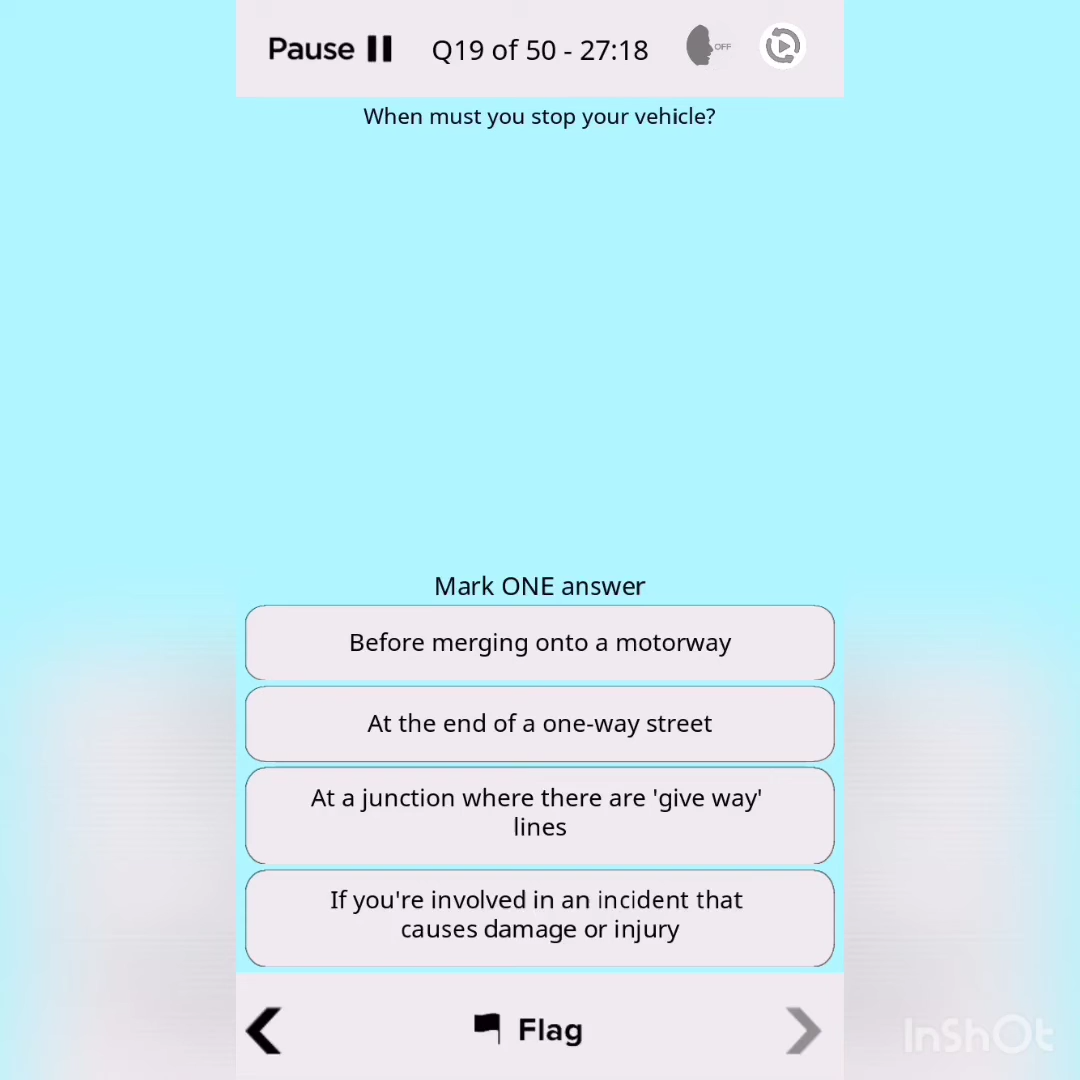 Pause Q19 of 50 - 27:18 OFF
When must you stop your vehicle?
Mark ONE answer
Before merging onto a motorway
At the end of a one-way street
At a junction where there are 'give way'
lines
If you're involved in an incident that
causes damage or injury
Flag
InShOt